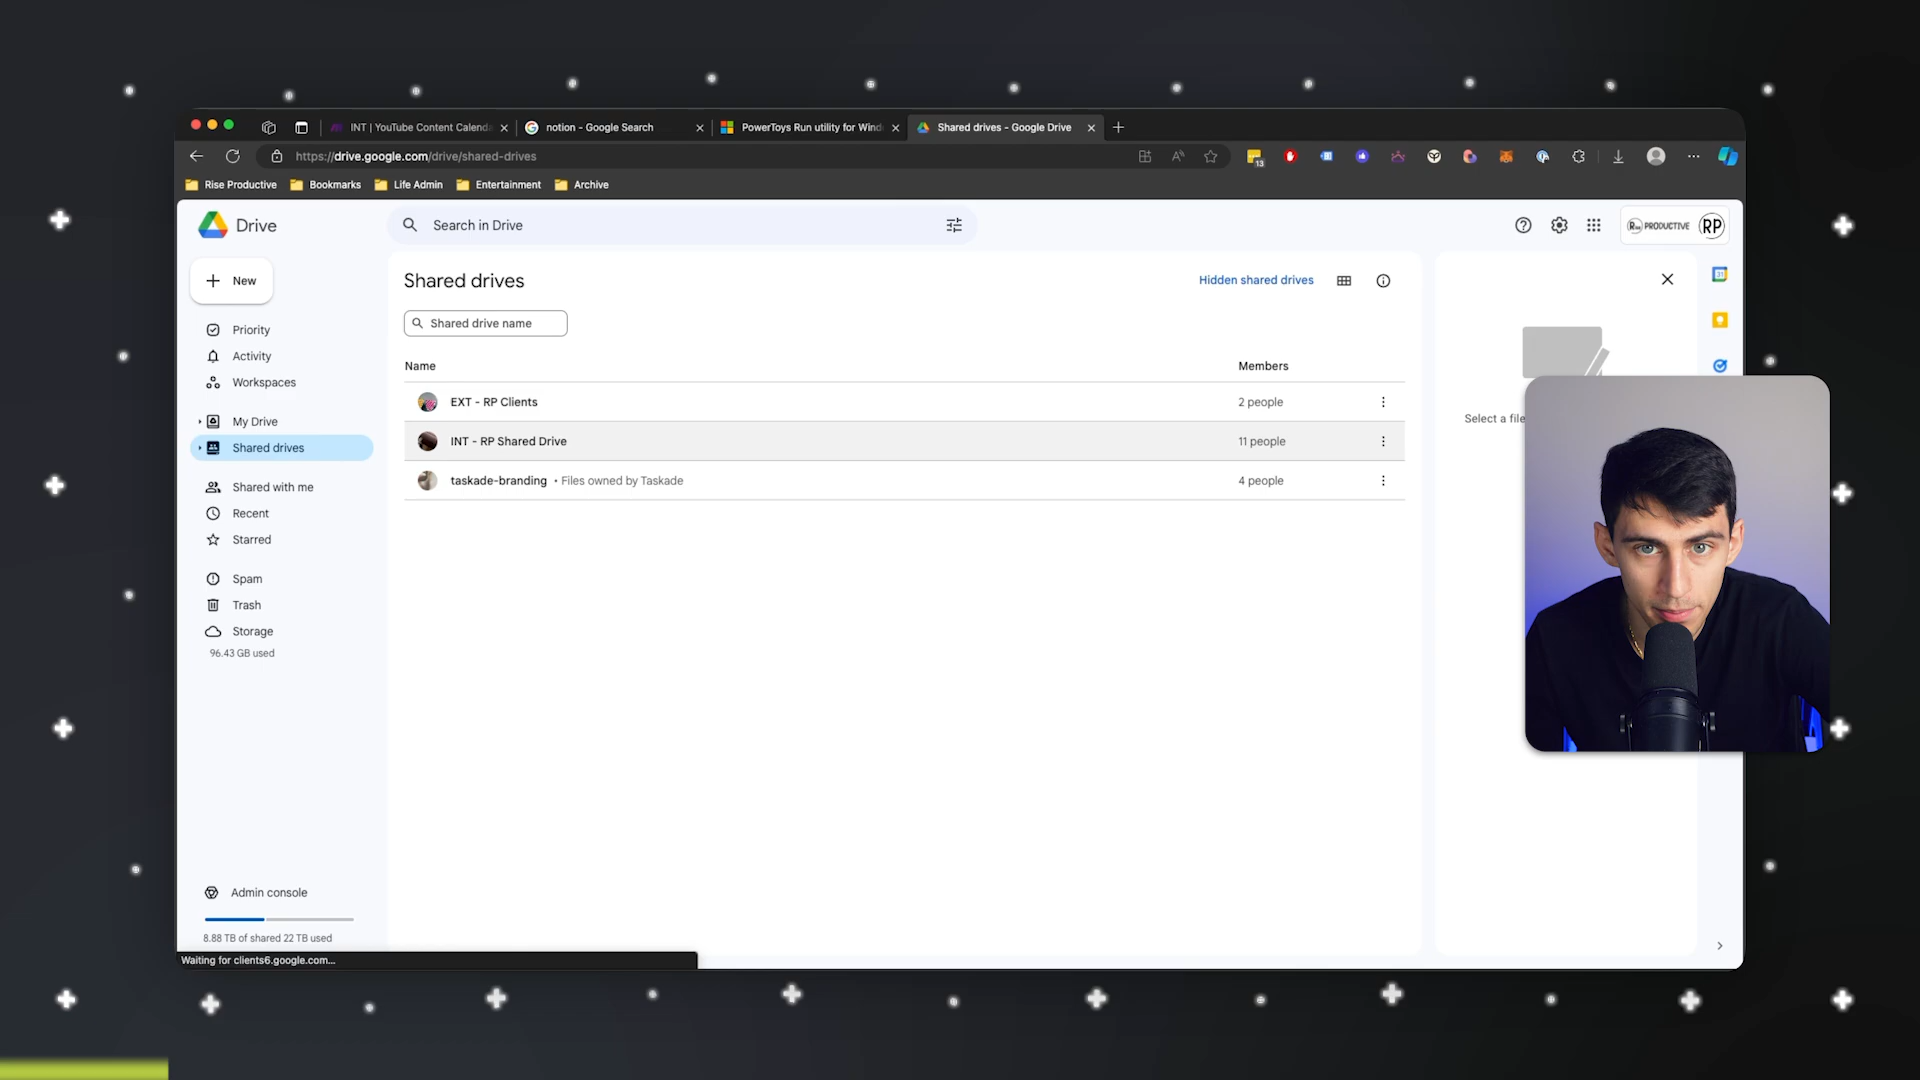 INT | YouTube Content Calenda
notion - Google Search
PowerToys Run utility for Wind
Shared drives - Google Drive
https://drive.google.com/drive/shared-drives
13
Rise Productive
Bookmarks
Life Admin
Entertainment
Archive
Drive
Search in Drive
PRODUCTIVE
RP
New
Shared drives
Hidden shared drives
Shared drive name
Priority
Activity
Workspaces
My Drive
Shared drives
Shared with me
Recent
Starred
Spam
Trash
Storage
96.43 GB used
Name
Members
EXT - RP Clients
2 people
INT - RP Shared Drive
11 people
taskade-branding • Files owned by Taskade
4 people
Select a file
31
Admin console
8.88 TB of shared 22 TB used
Waiting for clients6.google.com...